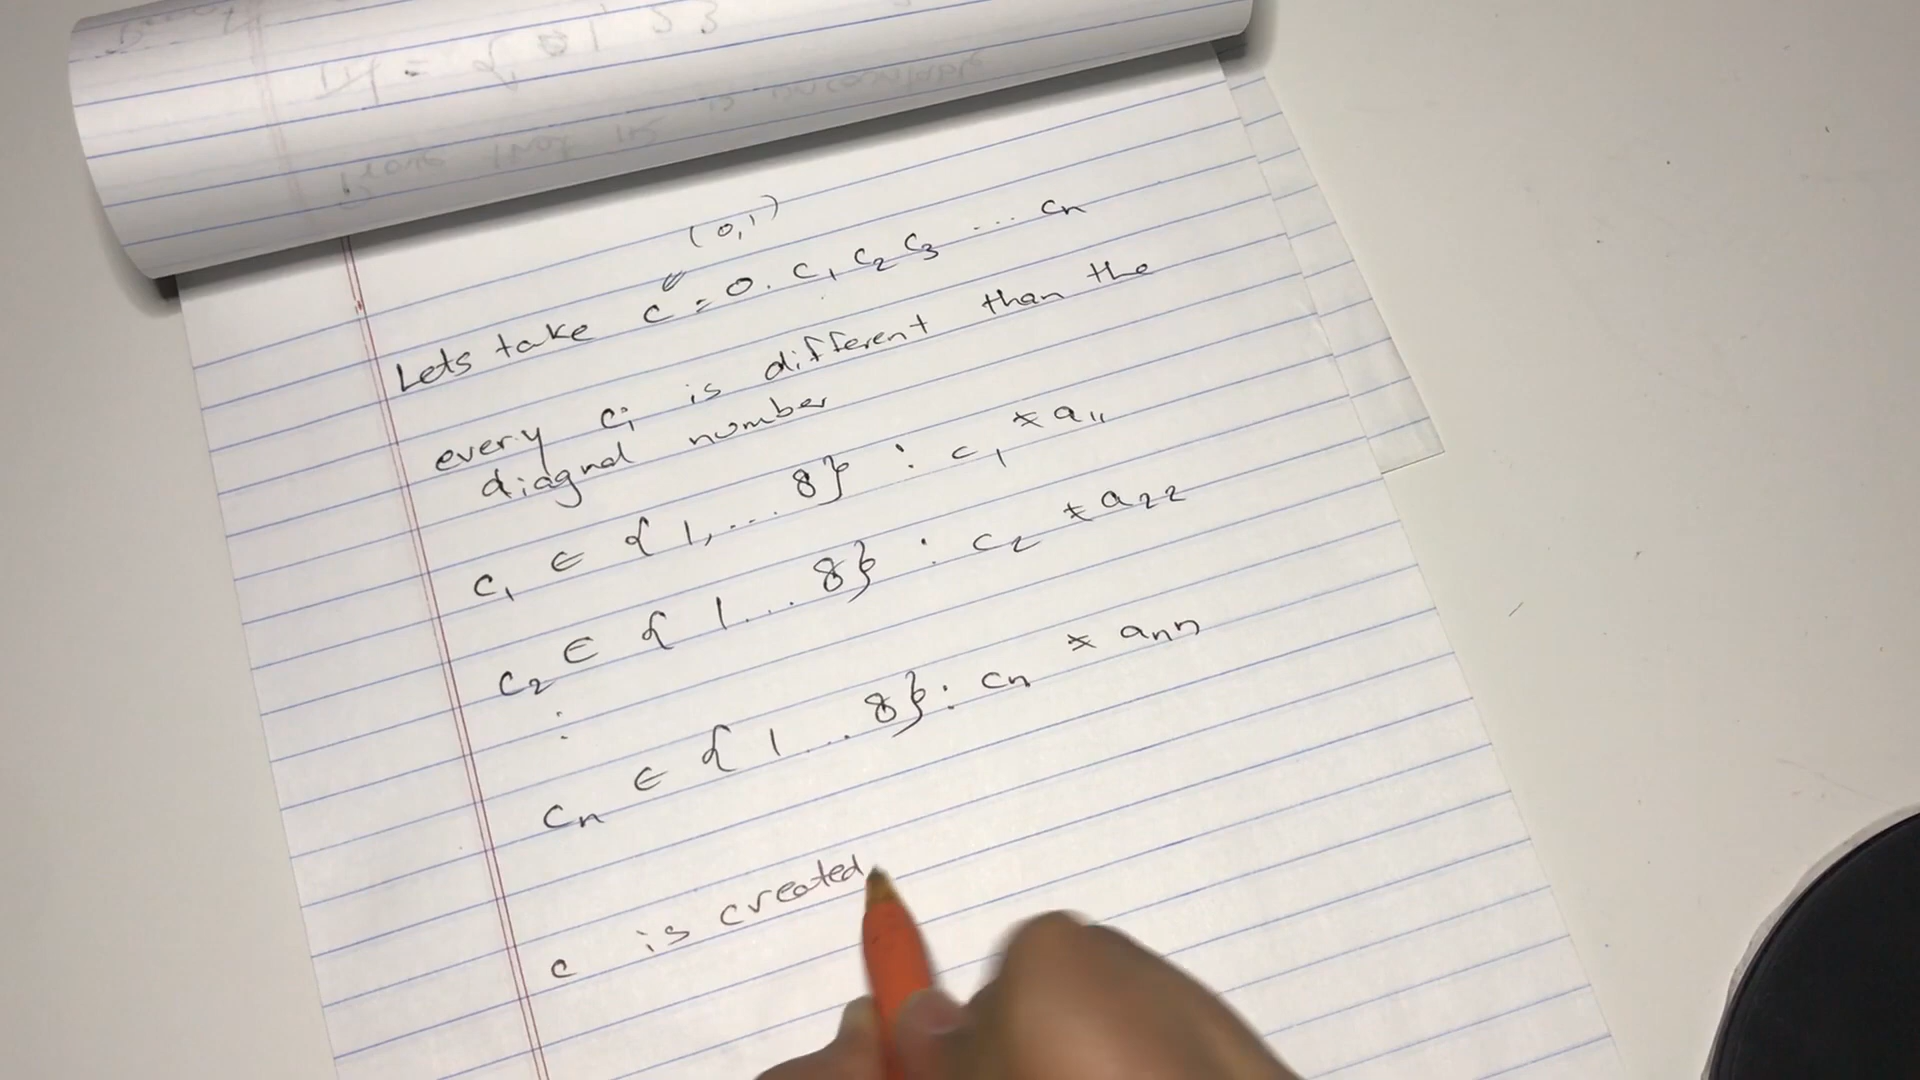 (0,1)
Lets take c = 0. c₁ c₂ c₃ ... cₙ
every cᵢ is different than the
diagnal number
c₁ ∈ {1, ... 8} : c₁ ≠ a₁₁
c₂ ∈ { 1 ... 8} : c₂ ≠ a₂₂
:
cₙ ∈ { 1 ... 8} : cₙ ≠ aₙₙ
c is created